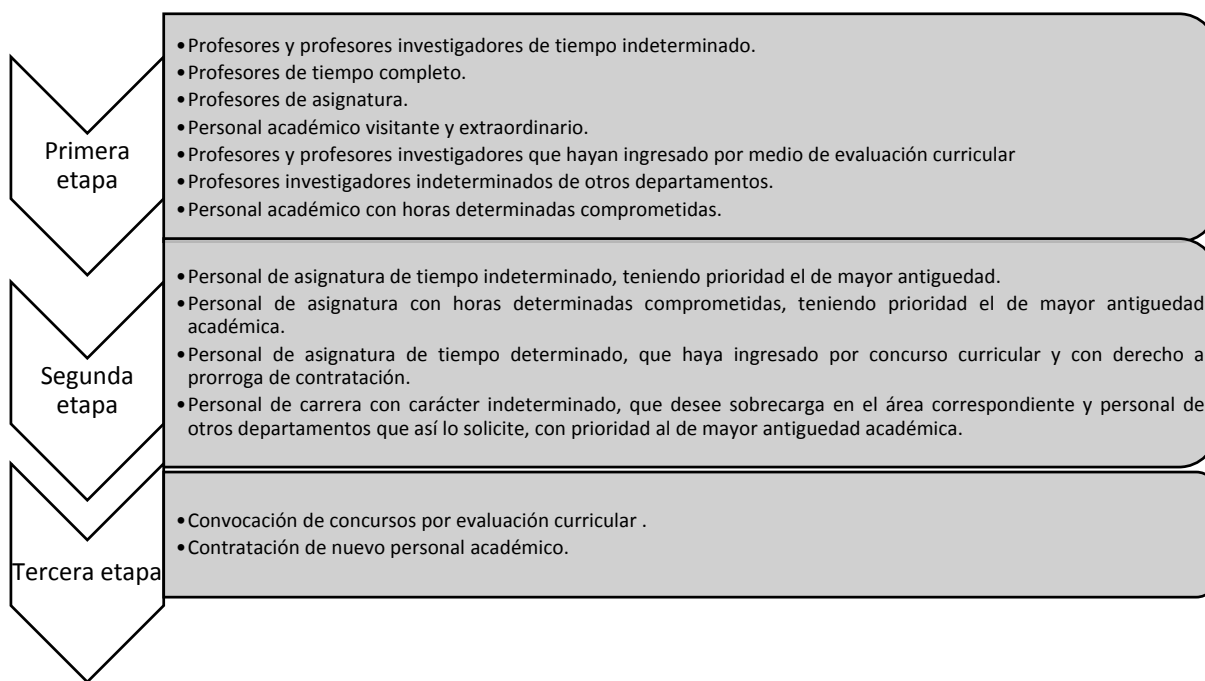 Primera
etapa
•Profesores y profesores investigadores de tiempo indeterminado.
•Profesores de tiempo completo.
•Profesores de asignatura.
•Personal académico visitante y extraordinario.
•Profesores y profesores investigadores que hayan ingresado por medio de evaluación curricular
•Profesores investigadores indeterminados de otros departamentos.
•Personal académico con horas determinadas comprometidas.
Segunda
etapa
•Personal de asignatura de tiempo indeterminado, teniendo prioridad el de mayor antiguedad.
•Personal de asignatura con horas determinadas comprometidas, teniendo prioridad el de mayor antiguedad
académica.
•Personal de asignatura de tiempo determinado, que haya ingresado por concurso curricular y con derecho a
prorroga de contratación.
•Personal de carrera con carácter indeterminado, que desee sobrecarga en el área correspondiente y personal de
otros departamentos que así lo solicite, con prioridad al de mayor antiguedad académica.
Tercera etapa
•Convocación de concursos por evaluación curricular .
•Contratación de nuevo personal académico.